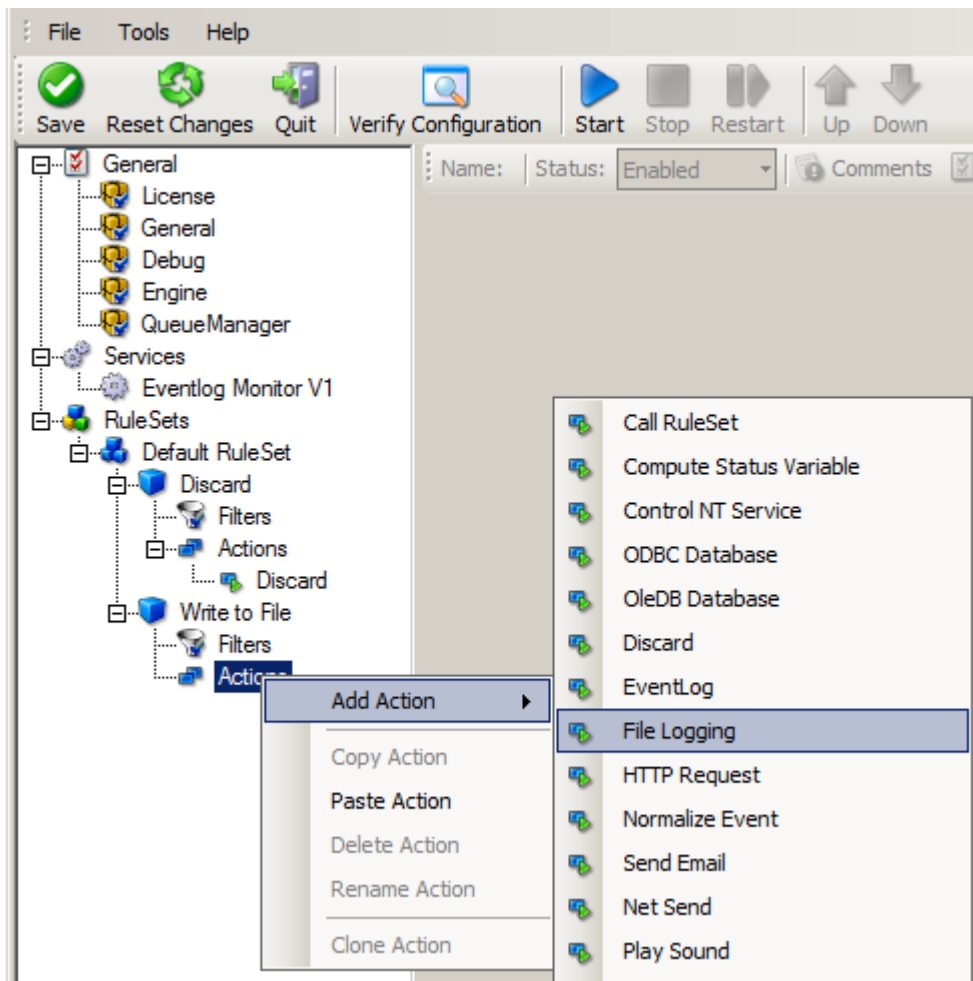 File Tools Help
Save Reset Changes Quit Verify Configuration Start Stop Restart Up Down
Name: Status: Enabled Comments
General
License
General
Debug
Engine
QueueManager
Services
Eventlog Monitor V1
RuleSets
Default RuleSet
Discard
Filters
Actions
Discard
Write to File
Filters
Actions
Add Action
Copy Action
Paste Action
Delete Action
Rename Action
Clone Action
Call RuleSet
Compute Status Variable
Control NT Service
ODBC Database
OleDB Database
Discard
EventLog
File Logging
HTTP Request
Normalize Event
Send Email
Net Send
Play Sound